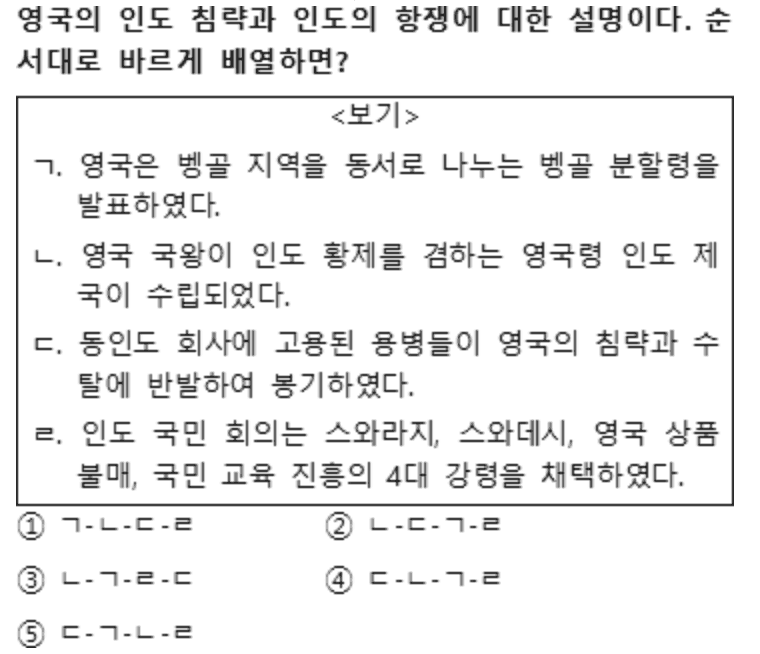 영국의 인도 침략과 인도의 항쟁에 대한 설명이다. 순
서대로 바르게 배열하면?
<보기>
ㄱ. 영국은 벵골 지역을 동서로 나누는 벵골 분할령을
발표하였다.
ㄴ. 영국 국왕이 인도 황제를 겸하는 영국령 인도 제
국이 수립되었다.
ㄷ. 동인도 회사에 고용된 용병들이 영국의 침략과 수
탈에 반발하여 봉기하였다.
ㄹ. 인도 국민 회의는 스와라지, 스와데시, 영국 상품
불매, 국민 교육 진흥의 4대 강령을 채택하였다.
① ㄱ-ㄴ-ㄷ-ㄹ ② ㄴ-ㄷ-ㄱ-ㄹ
③ ㄴ-ㄱ-ㄹ-ㄷ ④ ㄷ-ㄴ-ㄱ-ㄹ
⑤ ㄷ-ㄱ-ㄴ-ㄹ